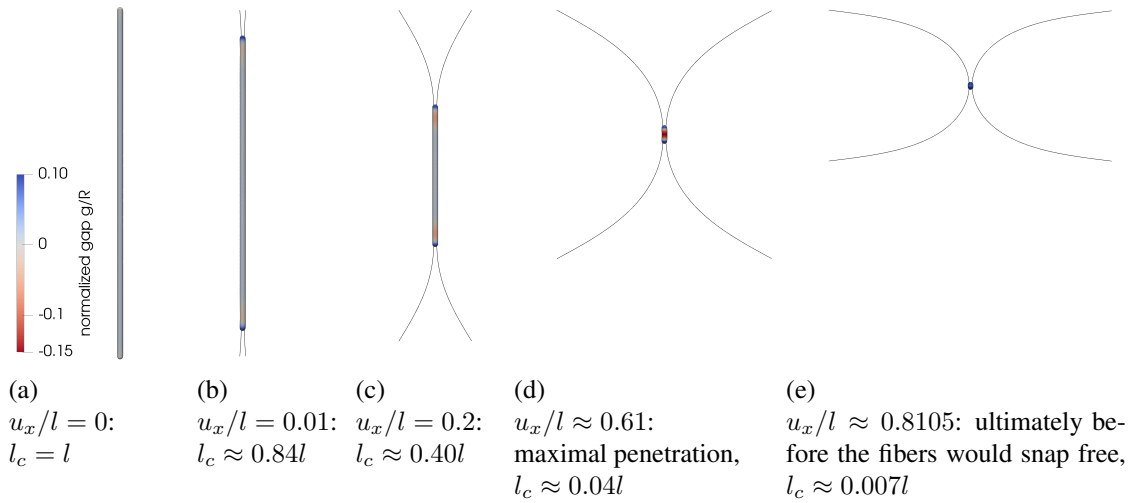 0.10
0
-0.1
-0.15
normalized gap g/R
(a)
u_x/l = 0:
l_c = l
(b)
u_x/l = 0.01:
l_c ≈ 0.84l
(c)
u_x/l = 0.2:
l_c ≈ 0.40l
(d)
u_x/l ≈ 0.61:
maximal penetration,
l_c ≈ 0.04l
(e)
u_x/l ≈ 0.8105: ultimately be-
fore the fibers would snap free,
l_c ≈ 0.007l